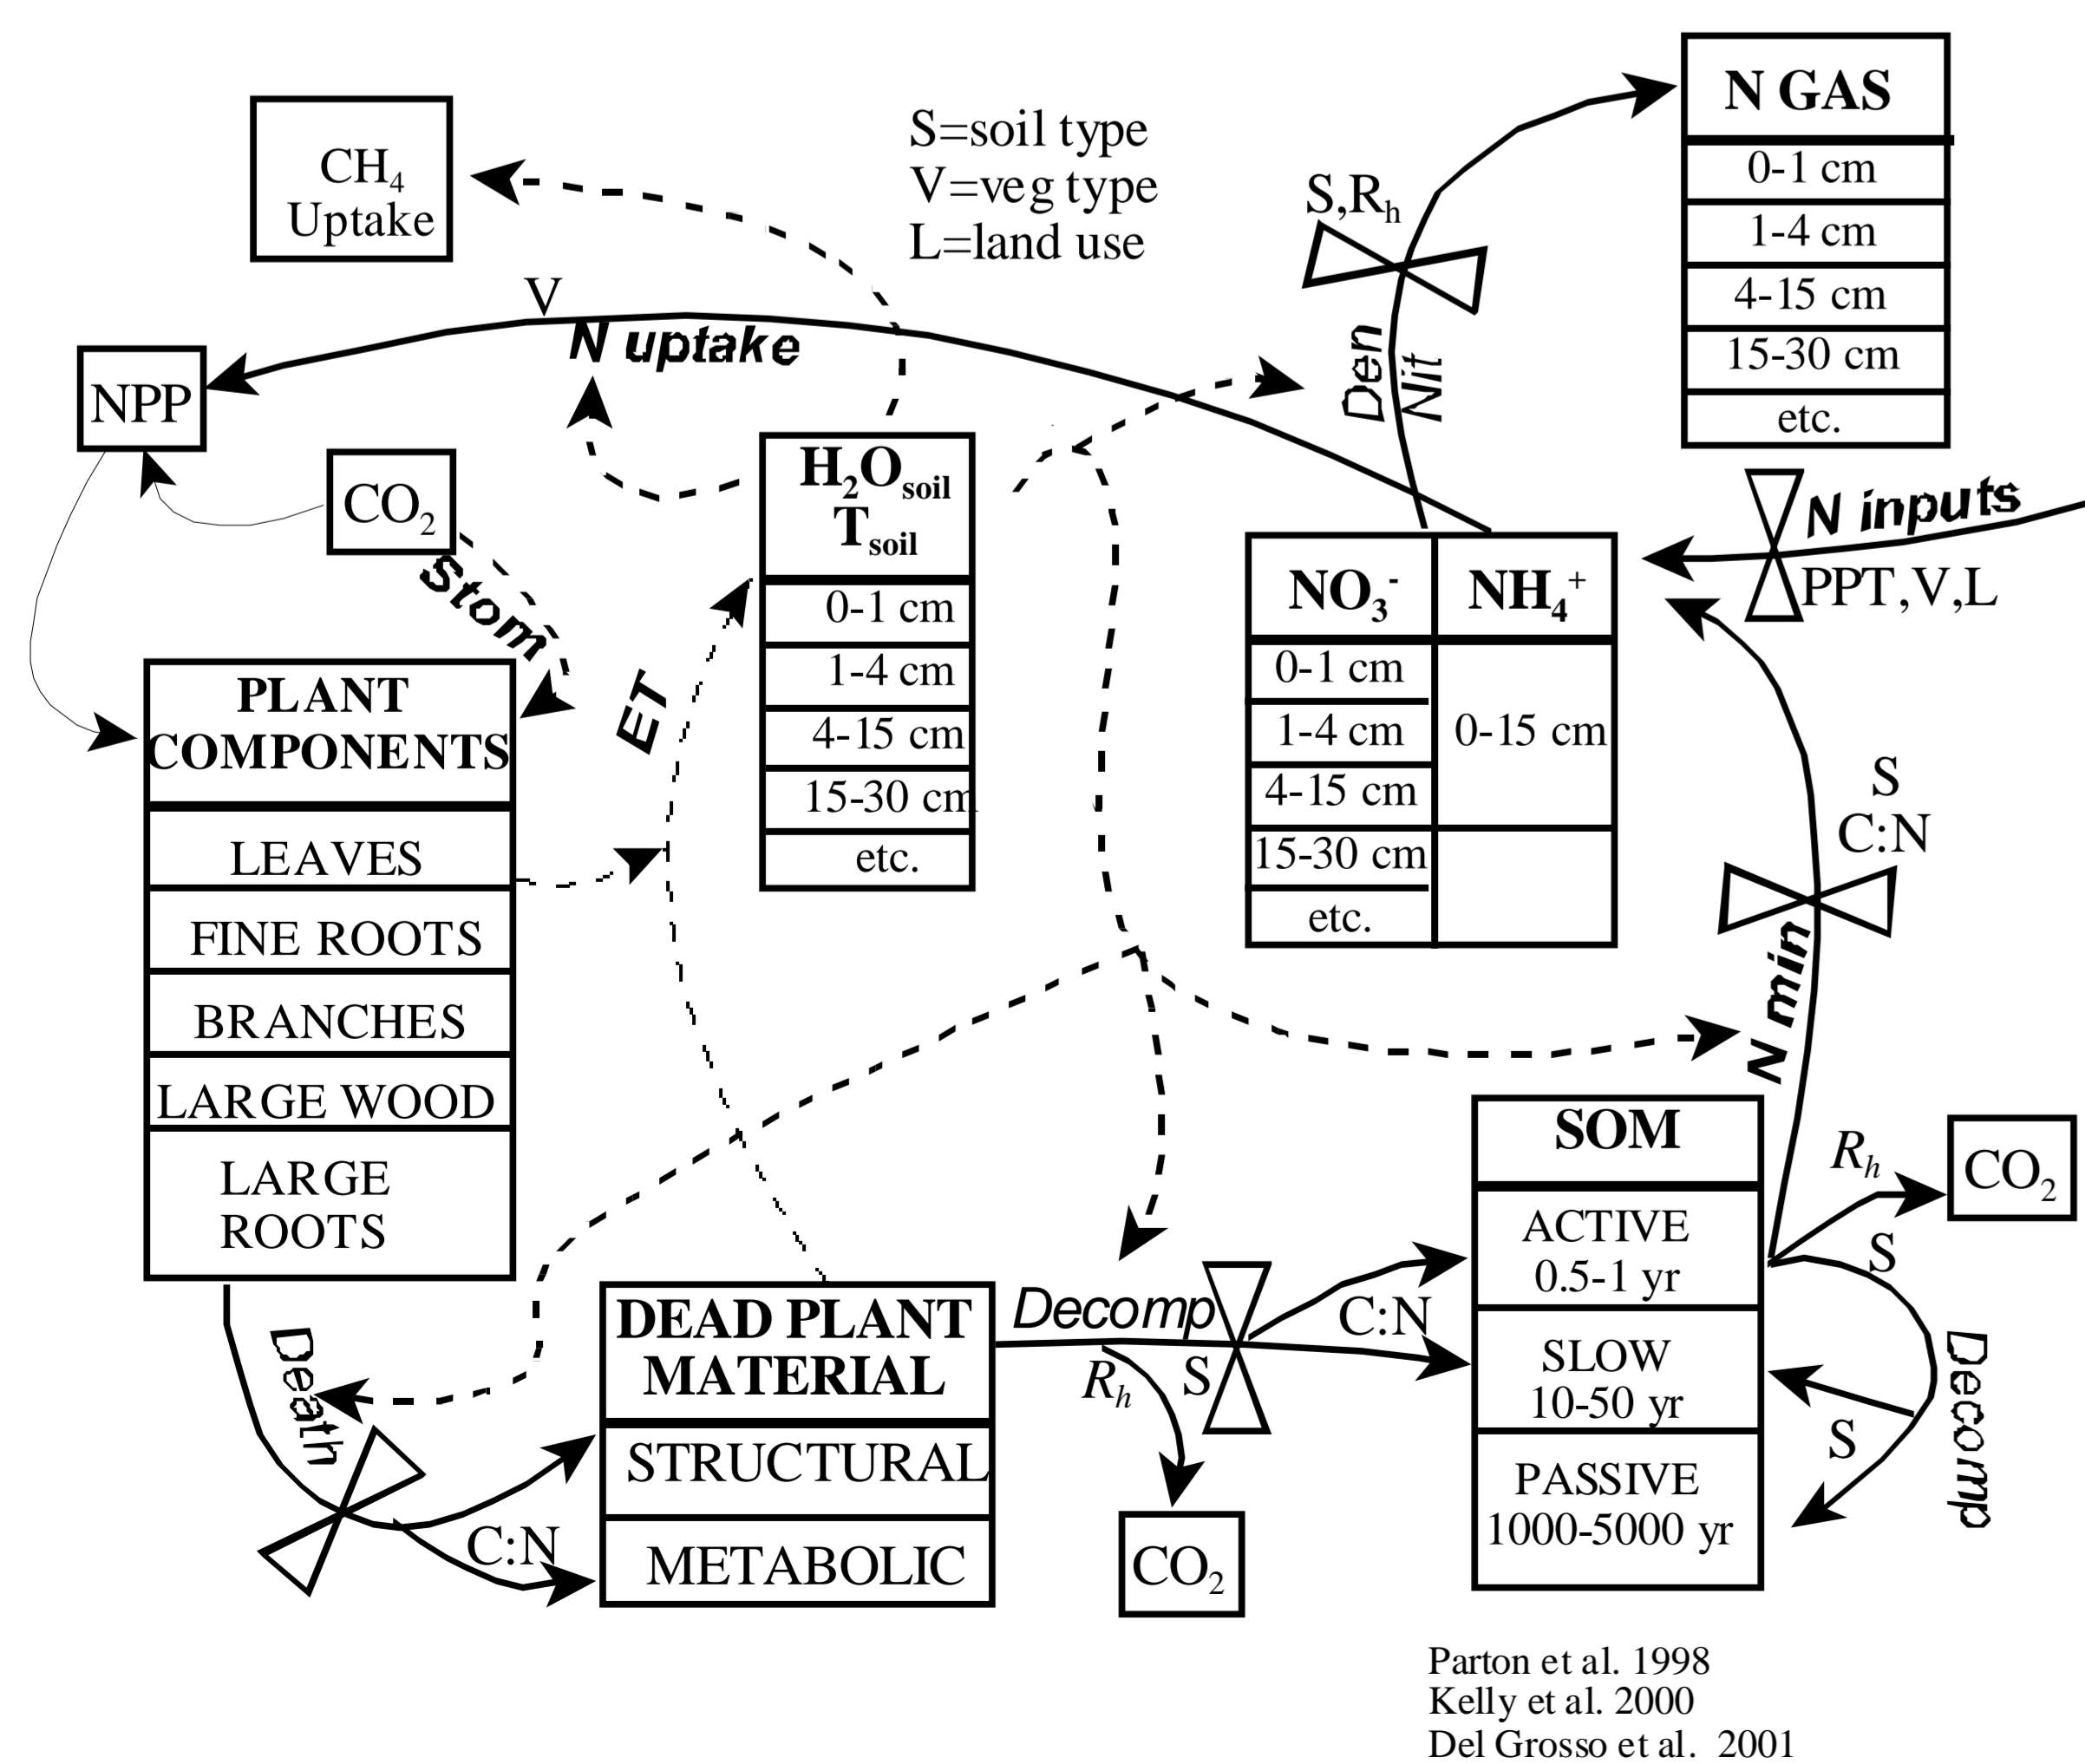 CH₄
Uptake
S=soil type
V=veg type
L=land use
S,Rₕ
N GAS
0-1 cm
1-4 cm
4-15 cm
15-30 cm
etc.
V
N uptake
Den
Nit
NPP
CO₂
Stom
H₂Osoil
Tsoil
0-1 cm
1-4 cm
4-15 cm
15-30 cm
etc.
ET
NO₃⁻
0-1 cm
1-4 cm
4-15 cm
15-30 cm
etc.
NH₄⁺
0-15 cm
N inputs
PPT,V,L
S
C:N
N min
PLANT
COMPONENTS
LEAVES
FINE ROOTS
BRANCHES
LARGE WOOD
LARGE
ROOTS
Death
C:N
DEAD PLANT
MATERIAL
STRUCTURAL
METABOLIC
Decomp
Rₕ
S
C:N
CO₂
SOM
ACTIVE
0.5-1 yr
SLOW
10-50 yr
PASSIVE
1000-5000 yr
Rₕ
CO₂
S
S
Decomp
Parton et al. 1998
Kelly et al. 2000
Del Grosso et al. 2001